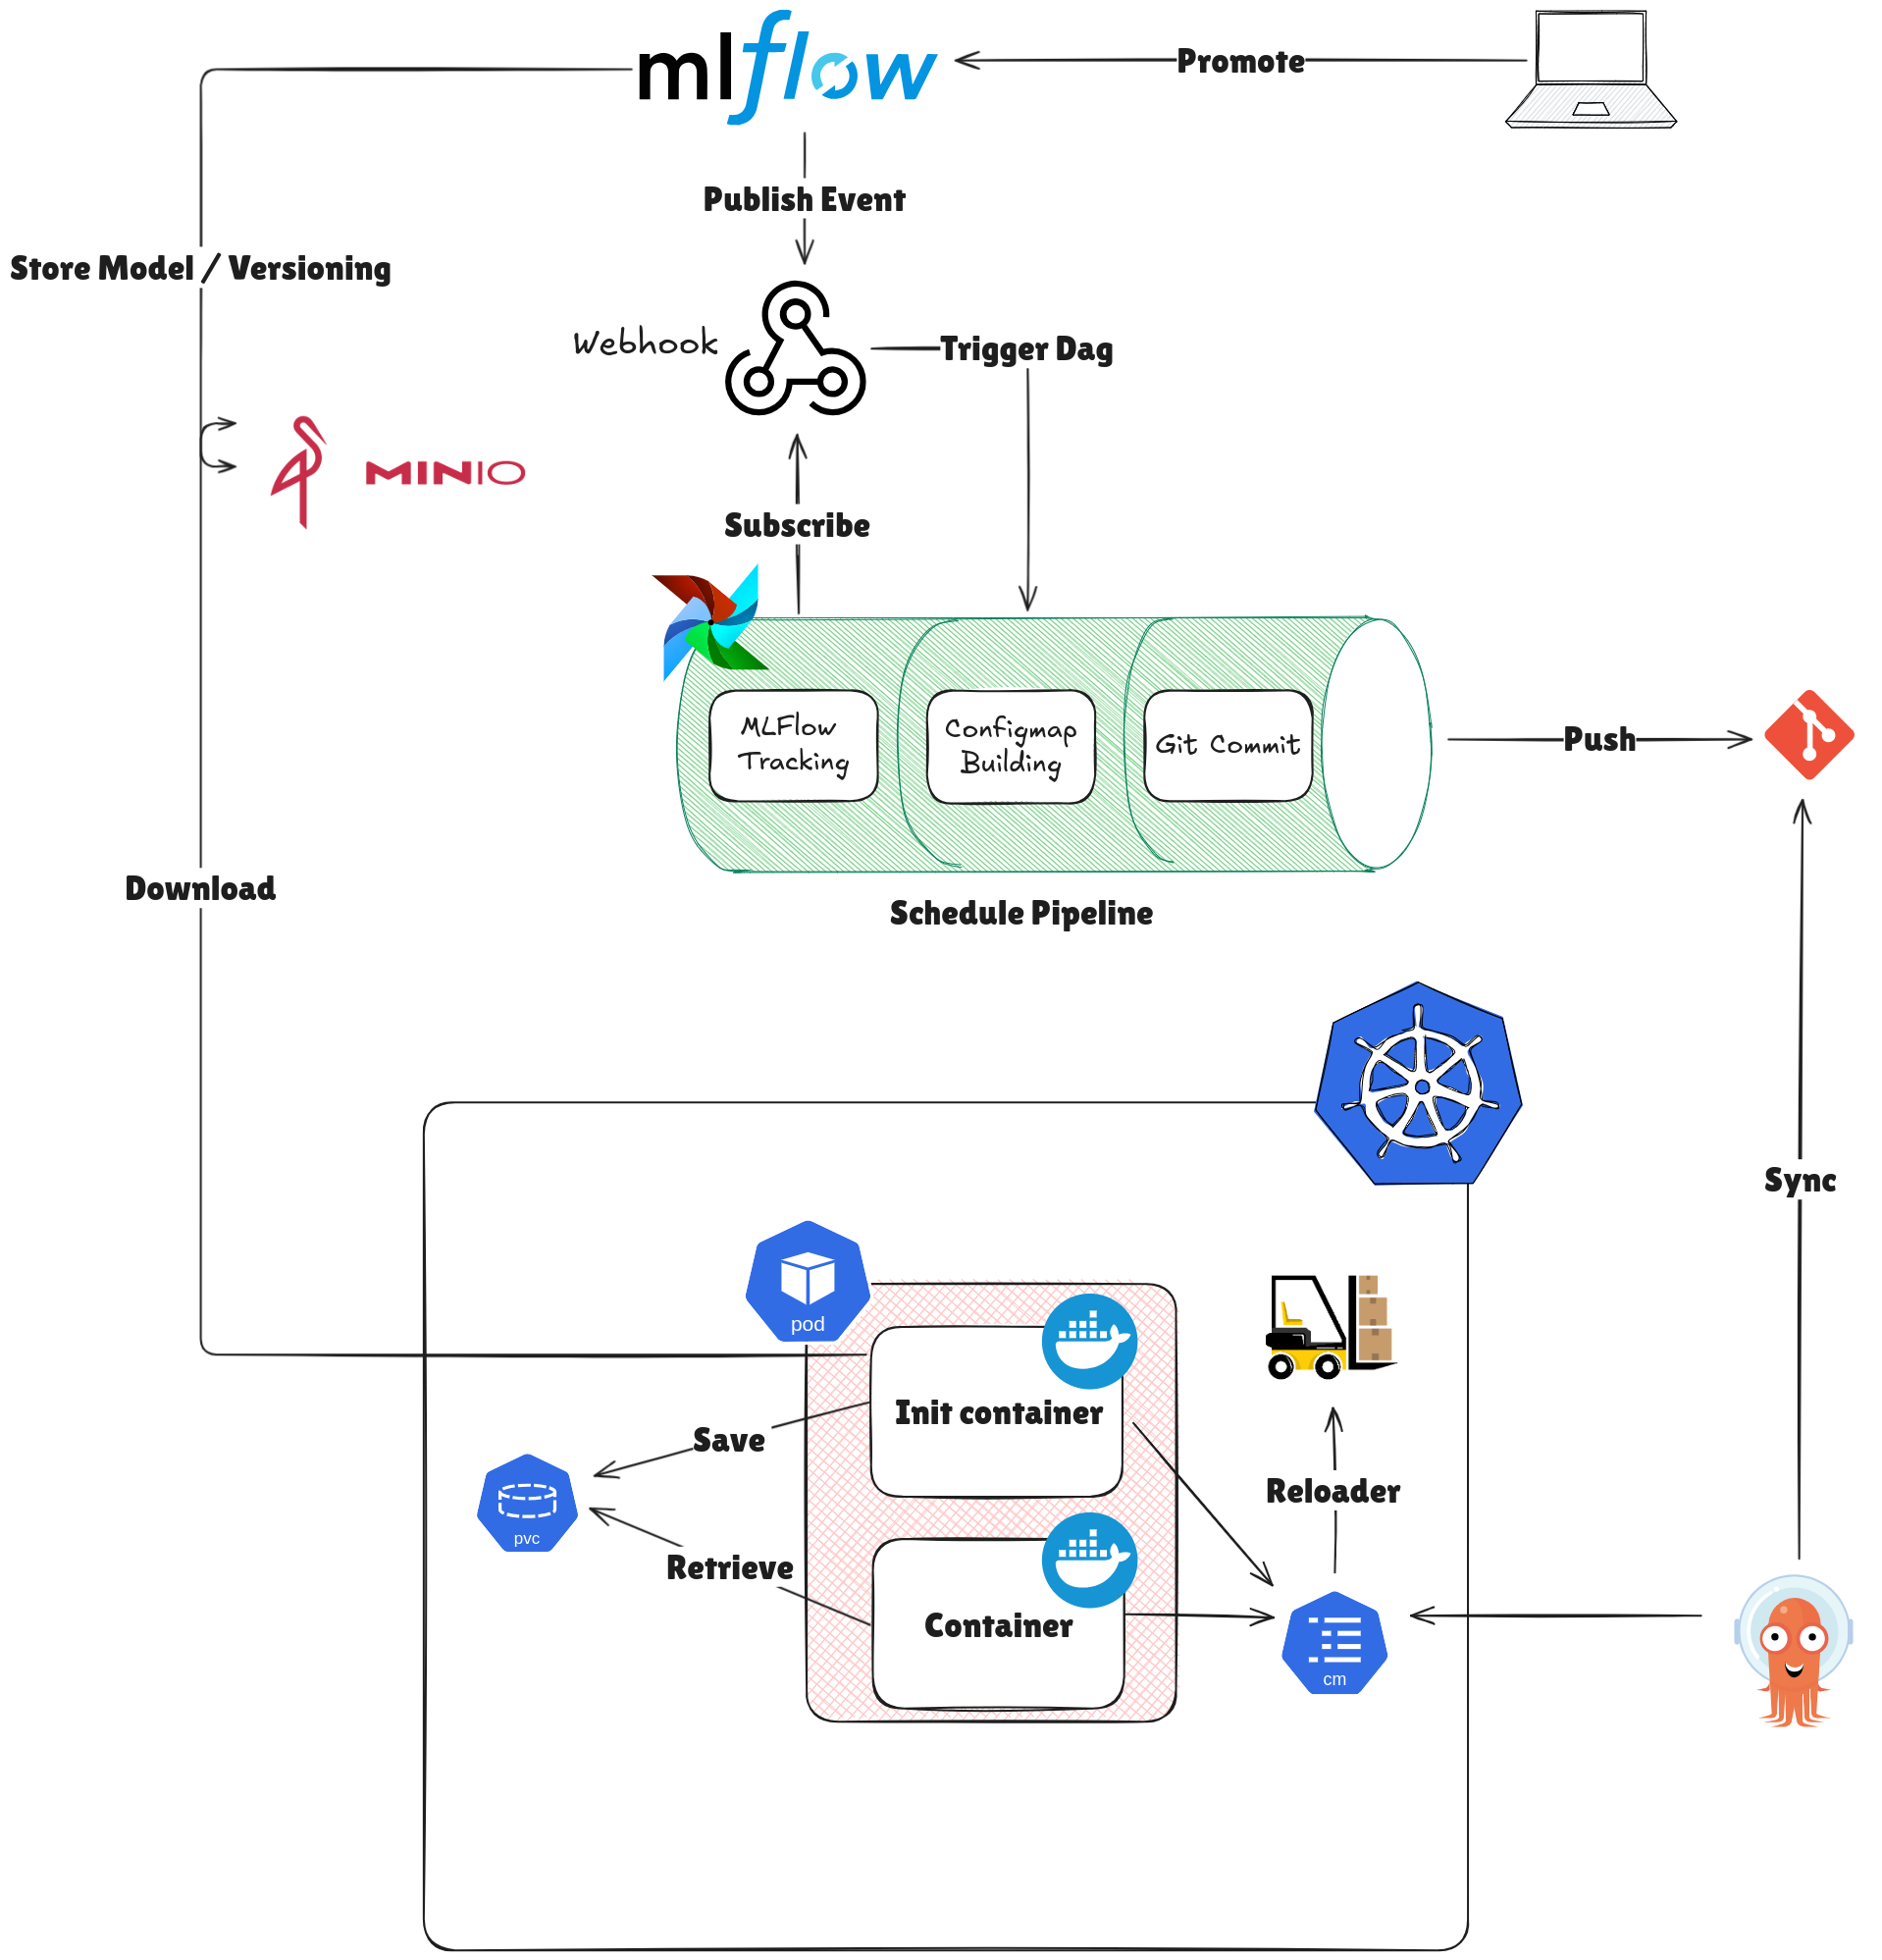 mlflow
Promote
Publish Event
Store Model / Versioning
Webhook
Trigger Dag
MINIO
Subscribe
MLFlow
Tracking
Configmap
Building
Git Commit
Push
Download
Schedule Pipeline
Sync
pod
Init container
Save
Reloader
pvc
Retrieve
Container
cm